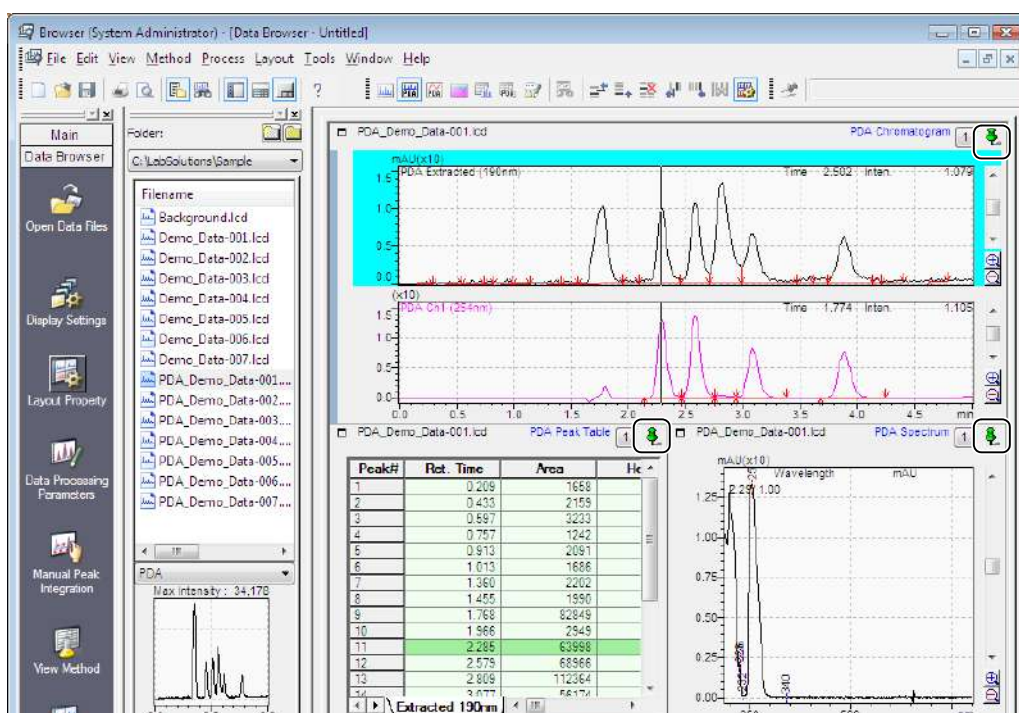 Browser (System Administrator) - [Data Browser - Untitled]
File Edit View Method Process Layout Tools Window Help
Main
Data Browser
Open Data Files
Display Settings
Layout Property
Data Processing
Parameters
Manual Peak
Integration
View Method
Folder:
C:\LabSolutions\Sample
Filename
Background.lcd
Demo_Data-001.lcd
Demo_Data-002.lcd
Demo_Data-003.lcd
Demo_Data-004.lcd
Demo_Data-005.lcd
Demo_Data-006.lcd
Demo_Data-007.lcd
PDA_Demo_Data-001....
PDA_Demo_Data-002....
PDA_Demo_Data-003....
PDA_Demo_Data-004....
PDA_Demo_Data-005....
PDA_Demo_Data-006....
PDA_Demo_Data-007....
PDA
Max Intensity : 34,178
PDA_Demo_Data-001.lcd PDA Chromatogram 1
mAU(x10)
PDA Extracted (190nm) Time 2.502 Inten. 1.079
1.5
1.0
0.5
0.0
(x10)
PDA Ch1 (254nm) Time 1.774 Inten. 1.105
1.5
1.0
0.5
0.0
0.0 0.5 1.0 1.5 2.0 2.5 3.0 3.5 4.0 4.5 min
PDA_Demo_Data-001.lcd PDA Peak Table 1
Peak# Ret. Time Area He
1 0.209 1658
2 0.433 2159
3 0.597 3233
4 0.757 1242
5 0.913 2091
6 1.013 1686
7 1.360 2202
8 1.455 1990
9 1.768 82849
10 1.966 2949
11 2.285 63998
12 2.579 68966
13 2.809 112364
14 3.077 56174
Extracted 190nm
PDA_Demo_Data-001.lcd PDA Spectrum 1
mAU(x10)
Wavelength mAU
2.29/ 1.00
1.25
1.00
0.75
0.50
0.25
0.00
340